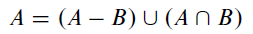 A = (A − B) ∪ (A ∩ B)